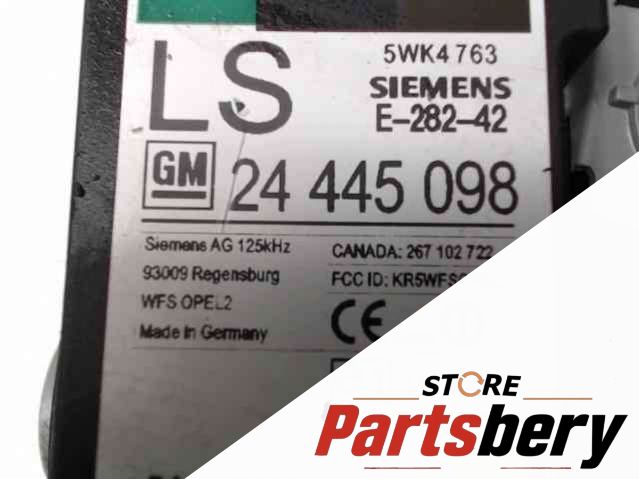 LS
5WK4 763
SIEMENS
E-282-42
GM
24 445 098
Siemens AG 125kHz
93009 Regensburg
WFS OPEL2
Made in Germany
CANADA: 267 102 722
FCC ID:
CE
STORE
Partsbery